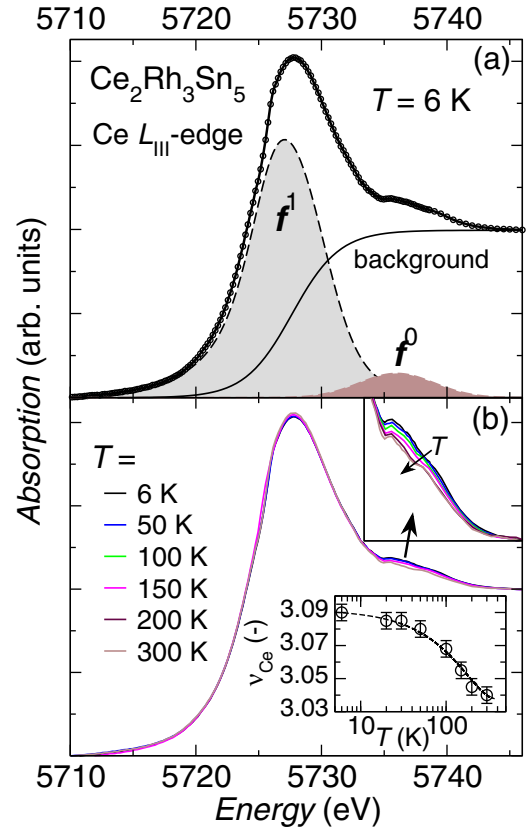 5710 5720 5730 5740
(a)
Ce2Rh3Sn5
T = 6 K
Ce LIII-edge
f1
background
f0
Absorption (arb. units)
(b)
T
T =
6 K
50 K
100 K
150 K
200 K
300 K
3.09
3.07
3.05
3.03
νCe (-)
10 100
T (K)
5710 5720 5730 5740
Energy (eV)